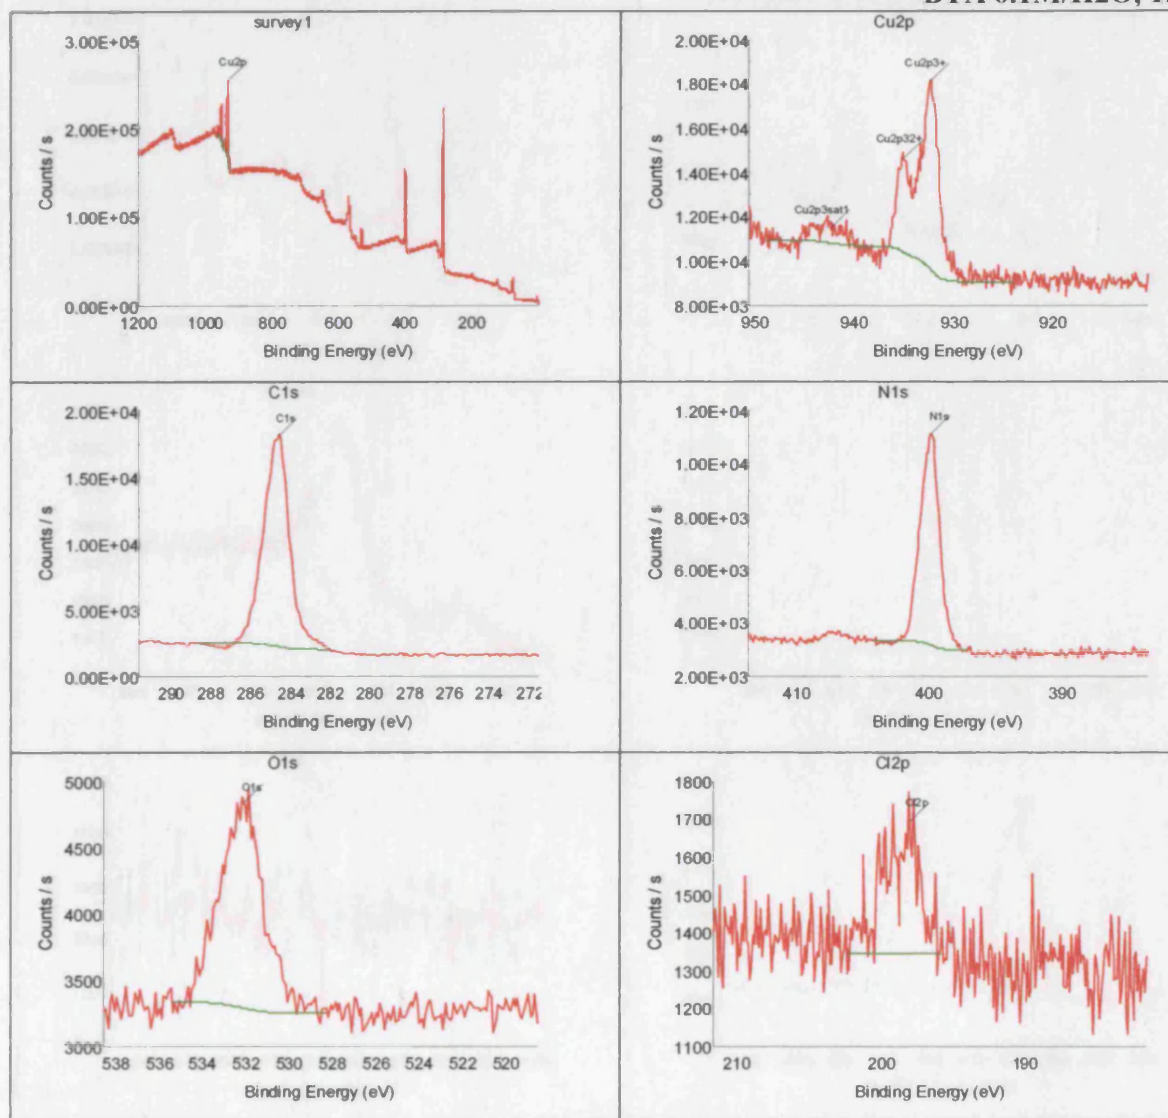 survey1
3.00E+05
2.00E+05
1.00E+05
0.00E+00
Cu2p
Counts / s
1200 1000 800 600 400 200
Binding Energy (eV)
Cu2p
2.00E+04
1.80E+04
1.60E+04
1.40E+04
1.20E+04
1.00E+04
8.00E+03
Cu2p3+
Cu2p32+
Cu2p3sat1
Counts / s
950 940 930 920
Binding Energy (eV)
C1s
2.00E+04
1.50E+04
1.00E+04
5.00E+03
0.00E+00
C1s
Counts / s
290 288 286 284 282 280 278 276 274 272
Binding Energy (eV)
N1s
1.20E+04
1.00E+04
8.00E+03
6.00E+03
4.00E+03
2.00E+03
N1s
Counts / s
410 400 390
Binding Energy (eV)
O1s
5000
4500
4000
3500
3000
O1s
Counts / s
538 536 534 532 530 528 526 524 522 520
Binding Energy (eV)
Cl2p
1800
1700
1600
1500
1400
1300
1200
1100
Cl2p
Counts / s
210 200 190
Binding Energy (eV)